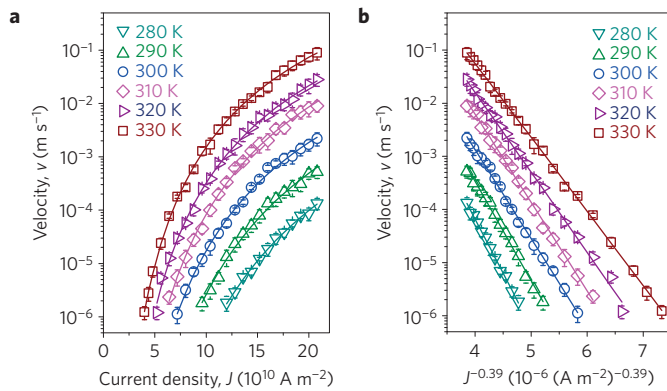 a
280 K
290 K
300 K
310 K
320 K
330 K
10⁻¹
10⁻²
10⁻³
10⁻⁴
10⁻⁵
10⁻⁶
Velocity, v (m s⁻¹)
0 5 10 15 20
Current density, J (10¹⁰ A m⁻²)
b
280 K
290 K
300 K
310 K
320 K
330 K
10⁻¹
10⁻²
10⁻³
10⁻⁴
10⁻⁵
10⁻⁶
Velocity, v (m s⁻¹)
4 5 6 7
J⁻⁰·³⁹ (10⁻⁶ (A m⁻²)⁻⁰·³⁹)